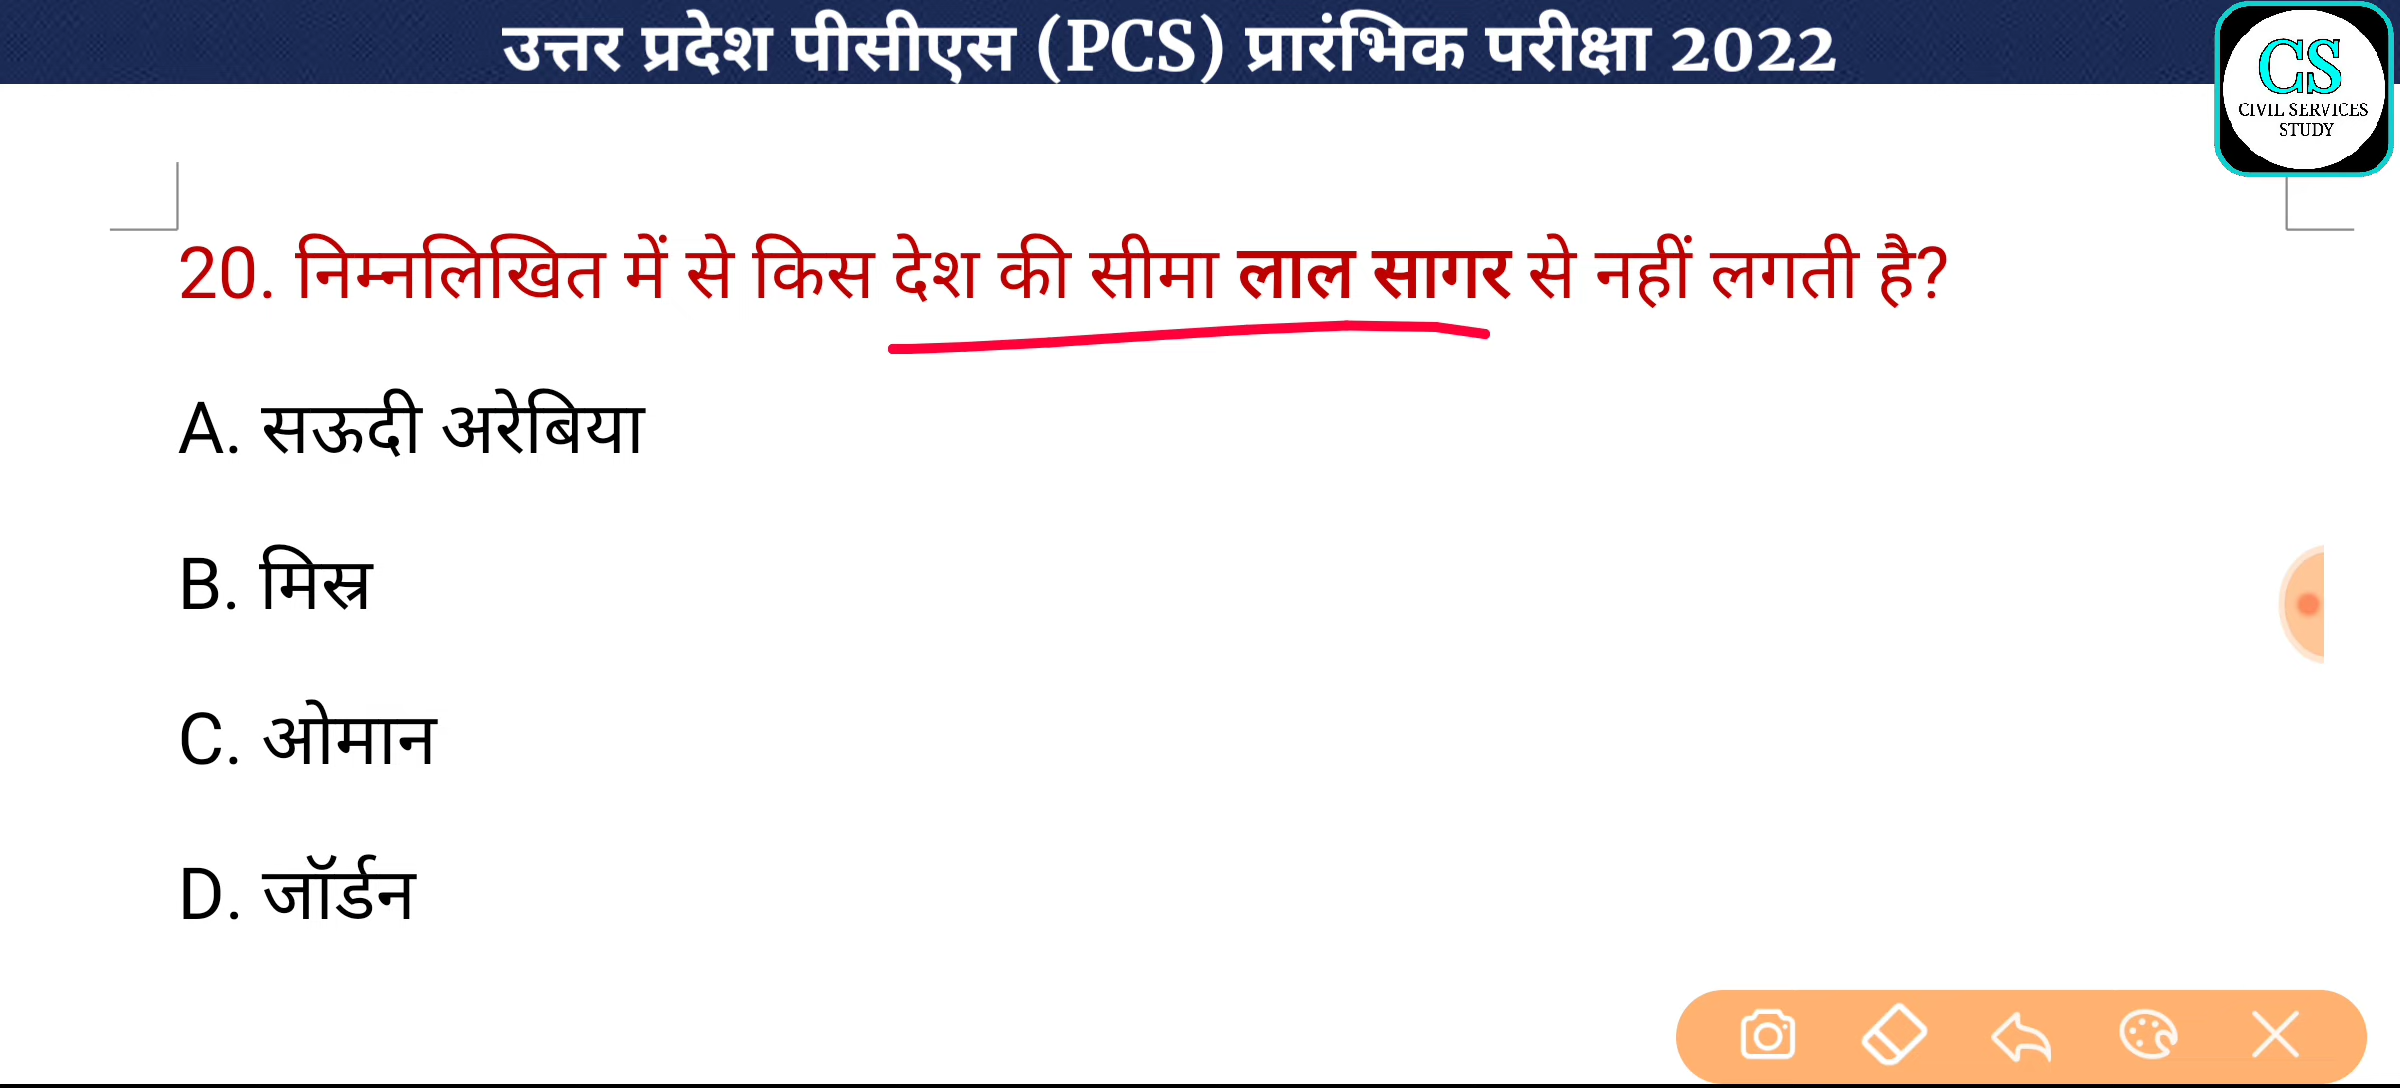 उत्तर प्रदेश पीसीएस (PCS) प्रारंभिक परीक्षा 2022
CS
CIVIL SERVICES
STUDY
20. निम्नलिखित में से किस देश की सीमा लाल सागर से नहीं लगती है?
A. सऊदी अरेबिया
B. मिस्र
C. ओमान
D. जॉर्डन